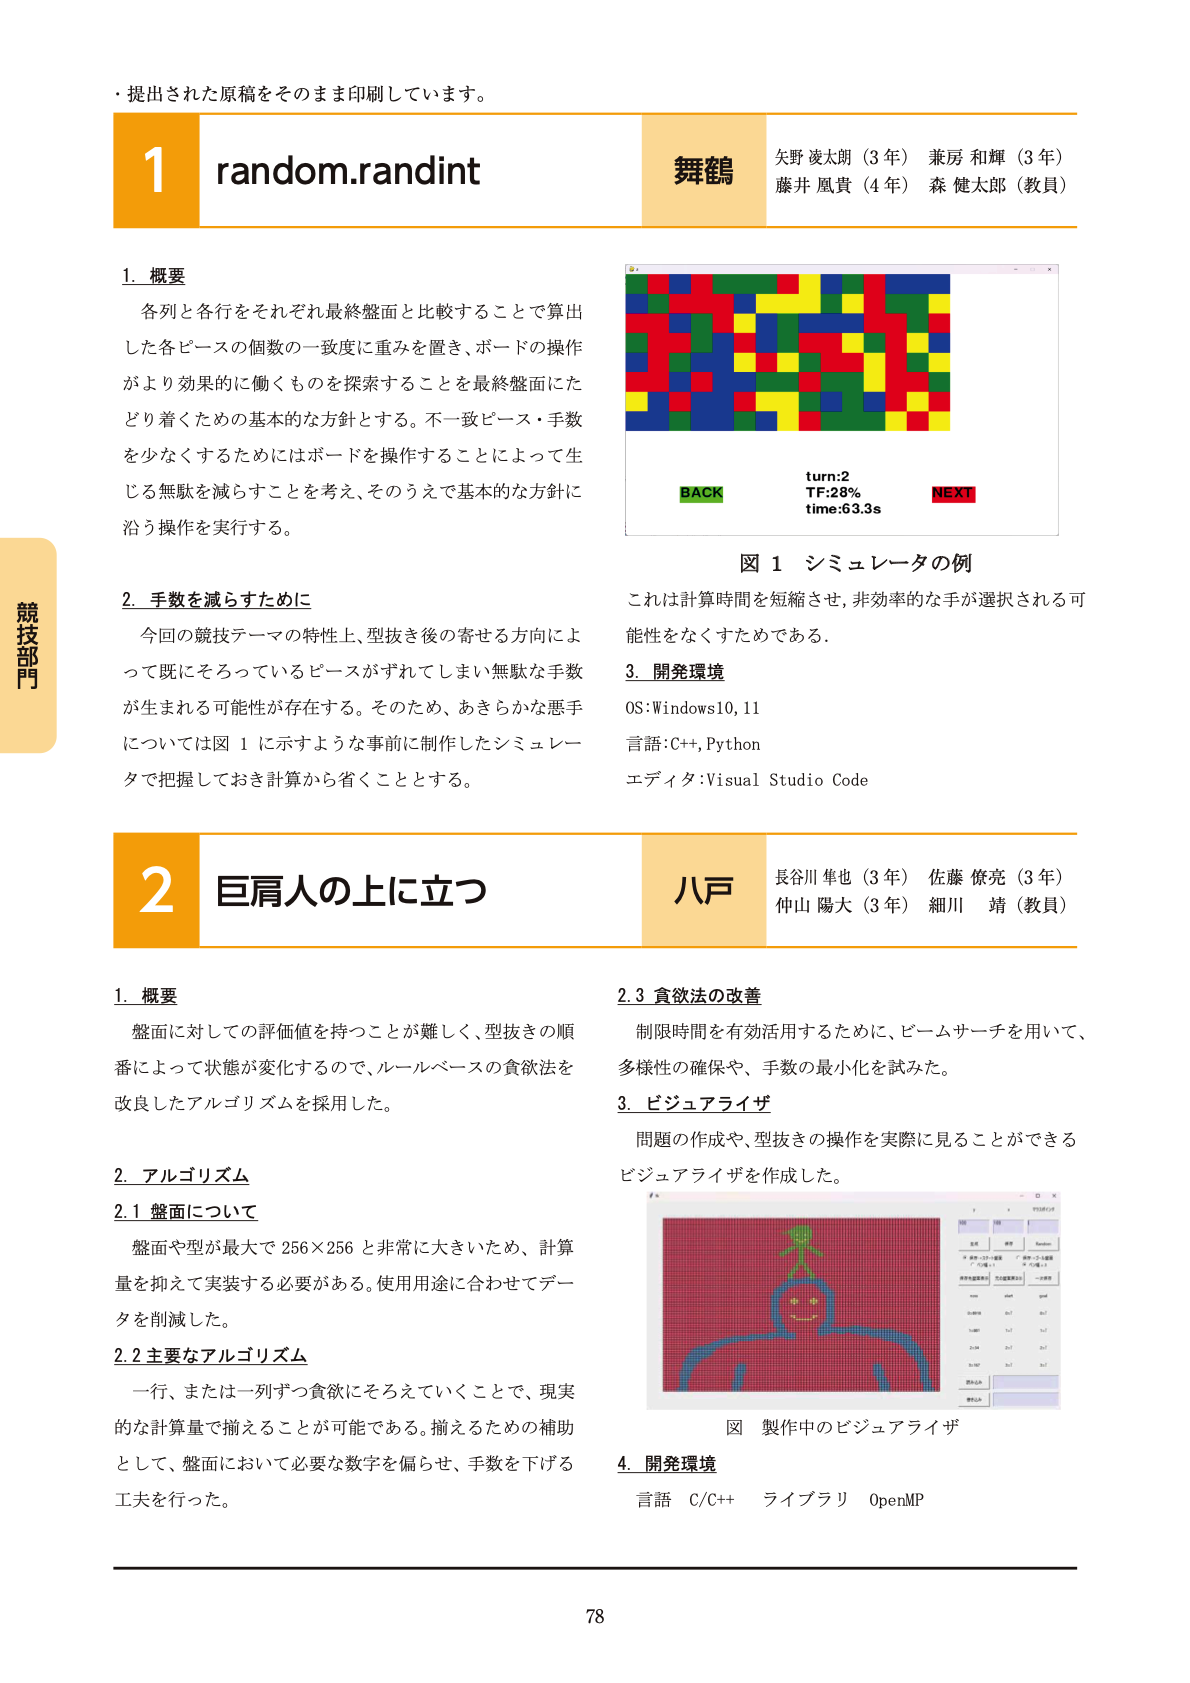 ・提出された原稿をそのまま印刷しています。
1
random.randint
舞鶴
矢野 凌太朗（3年） 兼房 和輝（3年）
藤井 凰貴（4年） 森 健太郎（教員）
1. 概要
各列と各行をそれぞれ最終盤面と比較することで算出
した各ピースの個数の一致度に重みを置き、ボードの操作
がより効果的に働くものを探索することを最終盤面にた
どり着くための基本的な方針とする。不一致ピース・手数
を少なくするためにはボードを操作することによって生
じる無駄を減らすことを考え、そのうえで基本的な方針に
沿う操作を実行する。
2. 手数を減らすために
今回の競技テーマの特性上、型抜き後の寄せる方向によ
って既にそろっているピースがずれてしまい無駄な手数
が生まれる可能性が存在する。そのため、あきらかな悪手
については図 1 に示すような事前に制作したシミュレー
タで把握しておき計算から省くこととする。
BACK
turn:2
TF:28%
time:63.3s
NEXT
図 1 シミュレータの例
これは計算時間を短縮させ,非効率的な手が選択される可
能性をなくすためである.
3. 開発環境
OS:Windows10,11
言語:C++,Python
エディタ:Visual Studio Code
競技部門
2
巨肩人の上に立つ
八戸
長谷川 隼也（3年） 佐藤 僚亮（3年）
仲山 陽大（3年） 細川 靖（教員）
1. 概要
盤面に対しての評価値を持つことが難しく、型抜きの順
番によって状態が変化するので、ルールベースの貪欲法を
改良したアルゴリズムを採用した。
2. アルゴリズム
2.1 盤面について
盤面や型が最大で 256×256 と非常に大きいため、計算
量を抑えて実装する必要がある。使用用途に合わせてデー
タを削減した。
2.2 主要なアルゴリズム
一行、または一列ずつ貪欲にそろえていくことで、現実
的な計算量で揃えることが可能である。揃えるための補助
として、盤面において必要な数字を偏らせ、手数を下げる
工夫を行った。
2.3 貪欲法の改善
制限時間を有効活用するために、ビームサーチを用いて、
多様性の確保や、手数の最小化を試みた。
3. ビジュアライザ
問題の作成や、型抜きの操作を実際に見ることができる
ビジュアライザを作成した。
図 製作中のビジュアライザ
4. 開発環境
言語 C/C++ ライブラリ OpenMP
78